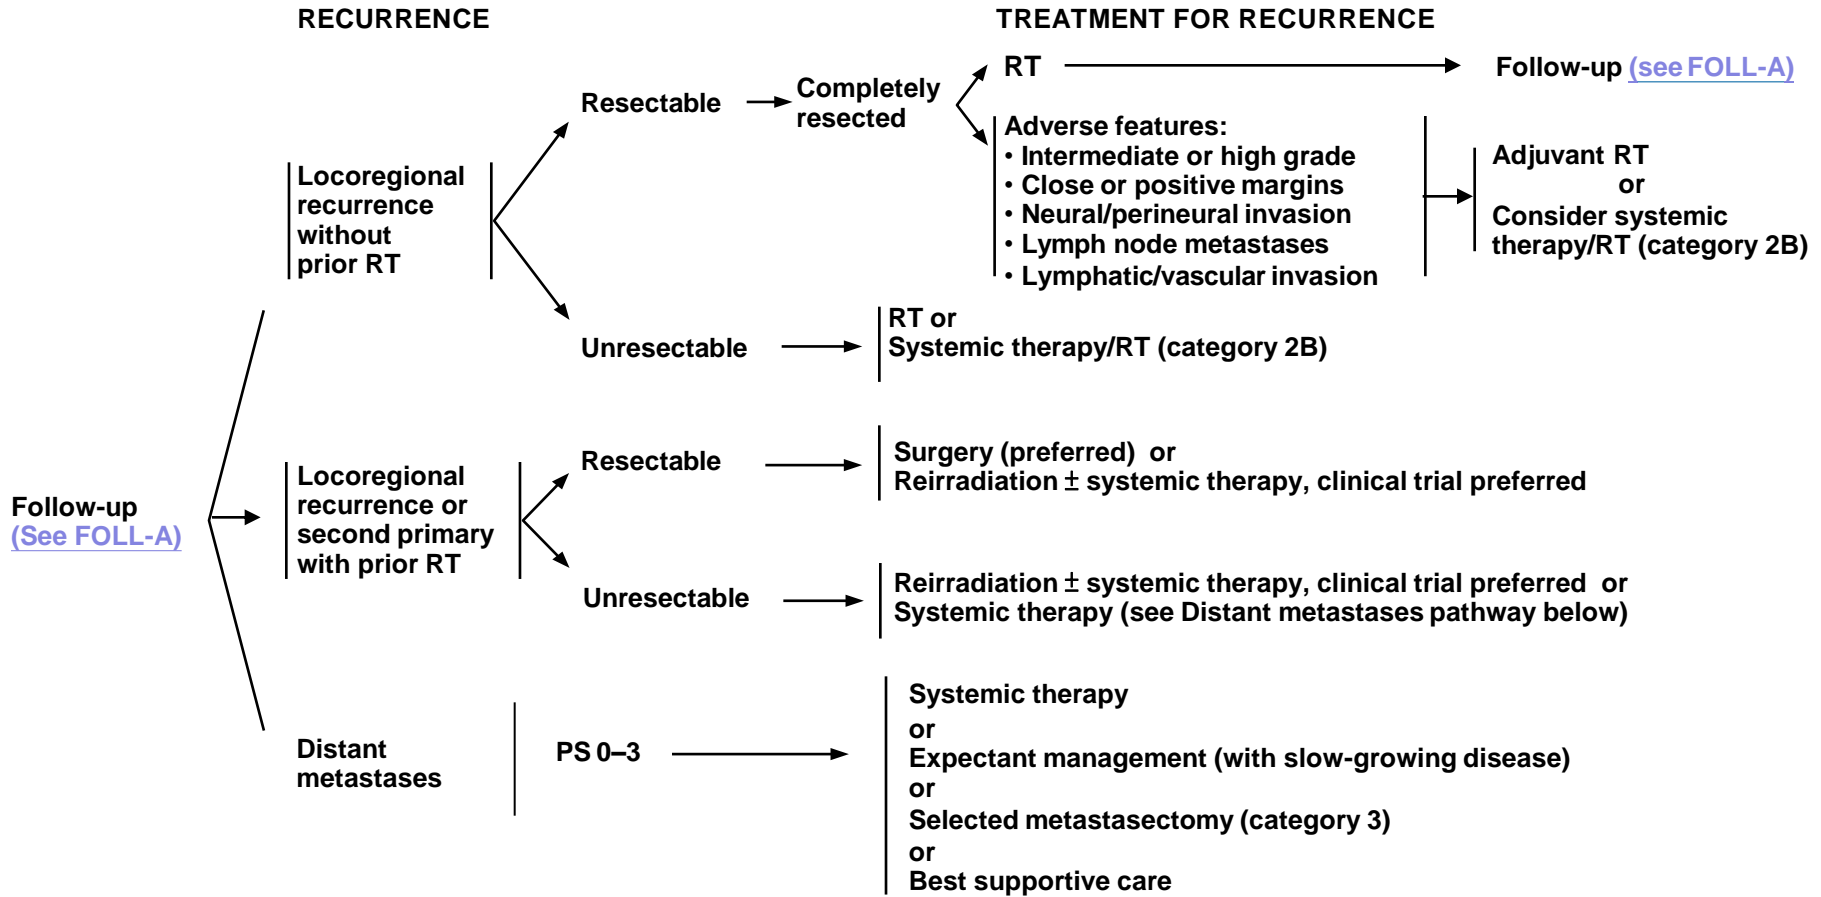 RECURRENCE
TREATMENT FOR RECURRENCE
RT
Follow-up (see FOLL-A)
Resectable
Completely
resected
Adverse features:
• Intermediate or high grade
• Close or positive margins
• Neural/perineural invasion
• Lymph node metastases
• Lymphatic/vascular invasion
Adjuvant RT
or
Consider systemic
therapy/RT (category 2B)
Locoregional
recurrence
without
prior RT
Unresectable
RT or
Systemic therapy/RT (category 2B)
Follow-up
(See FOLL-A)
Locoregional
recurrence or
second primary
with prior RT
Resectable
Surgery (preferred) or
Reirradiation ± systemic therapy, clinical trial preferred
Unresectable
Reirradiation ± systemic therapy, clinical trial preferred or
Systemic therapy (see Distant metastases pathway below)
Distant
metastases
PS 0–3
Systemic therapy
or
Expectant management (with slow-growing disease)
or
Selected metastasectomy (category 3)
or
Best supportive care